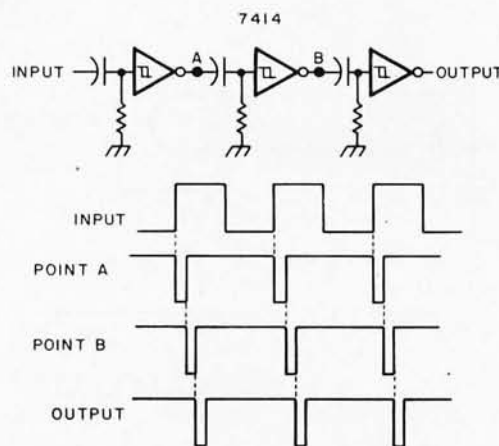 7414
A
B
INPUT
OUTPUT
INPUT
POINT A
POINT B
OUTPUT